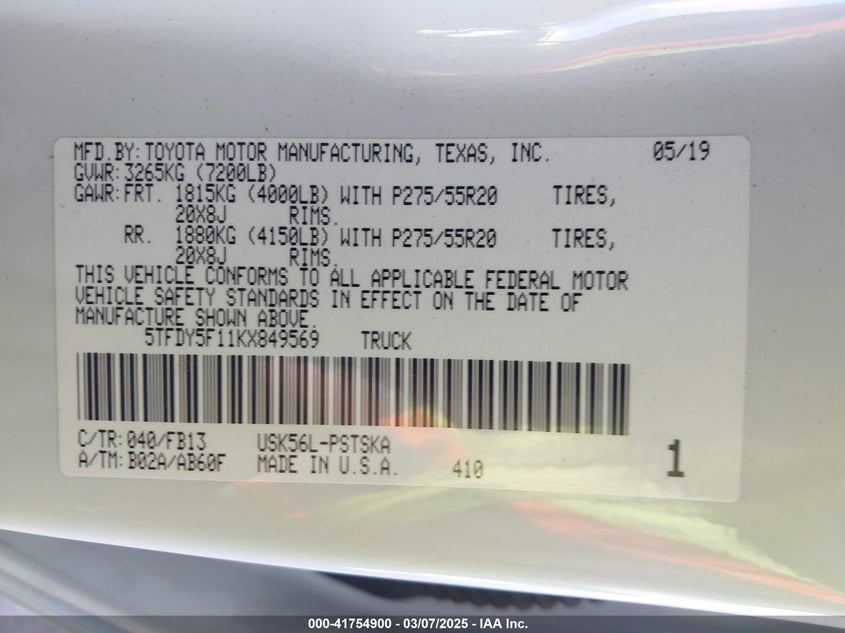 MFD.BY:TOYOTA MOTOR MANUFACTURING, TEXAS, INC. 05/19
GVWR:3265KG (7200LB)
GAWR:FRT. 1815KG (4000LB) WITH P275/55R20 TIRES,
20X8J RIMS.
RR. 1880KG (4150LB) WITH P275/55R20 TIRES,
20X8J RIMS.
THIS VEHICLE CONFORMS TO ALL APPLICABLE FEDERAL MOTOR
VEHICLE SAFETY STANDARDS IN EFFECT ON THE DATE OF
MANUFACTURE SHOWN ABOVE.
5TFDY5F11KX849569 TRUCK
C/TR:040/FB13 USK56L-PSTSKA
A/TM:B02A/AB60F MADE IN U.S.A. 410 1
000-41754900 - 03/07/2025 - IAA Inc.